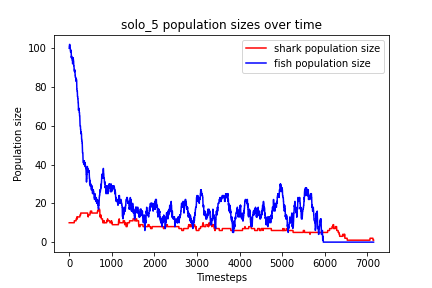 solo_5 population sizes over time
shark population size
fish population size
Population size
100
80
60
40
20
0
0 1000 2000 3000 4000 5000 6000 7000
Timesteps